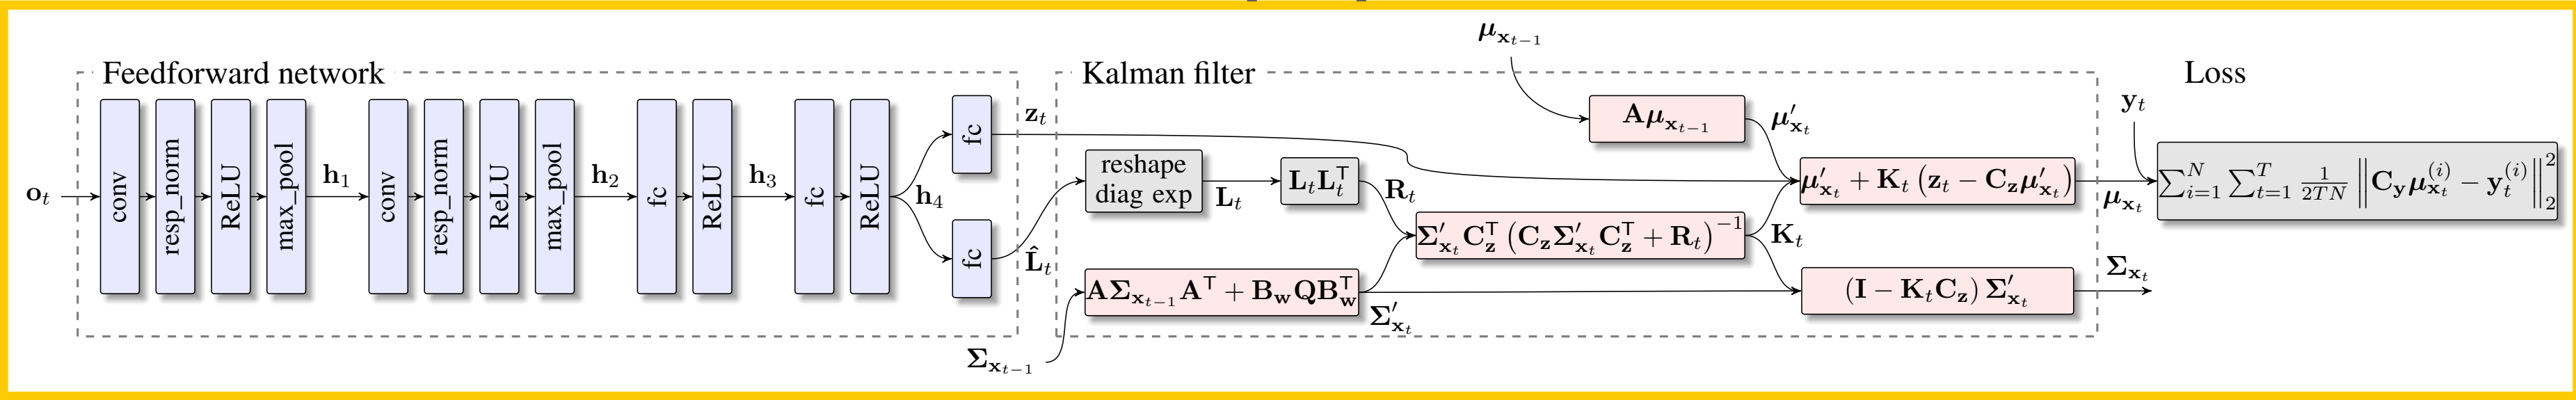 Feedforward network
o_t
conv
resp_norm
ReLU
max_pool
h_1
conv
resp_norm
ReLU
max_pool
h_2
fc
ReLU
h_3
fc
ReLU
h_4
fc
z_t
fc
L̂_t
Kalman filter
μ_{x_{t−1}}
Aμ_{x_{t−1}}
μ′_{x_t}
reshape
diag exp
L_t
L_t L_t^T
R_t
Σ_{x_{t−1}}
AΣ_{x_{t−1}}A^T + B_w Q B_w^T
Σ′_{x_t}
Σ′_{x_t} C_z^T (C_z Σ′_{x_t} C_z^T + R_t)^{−1}
K_t
μ′_{x_t} + K_t (z_t − C_z μ′_{x_t})
μ_{x_t}
(I − K_t C_z) Σ′_{x_t}
Σ_{x_t}
Loss
y_t
∑_{i=1}^{N} ∑_{t=1}^{T} \frac{1}{2TN} ‖C_y μ_{x_t}^{(i)} − y_t^{(i)}‖_2^2